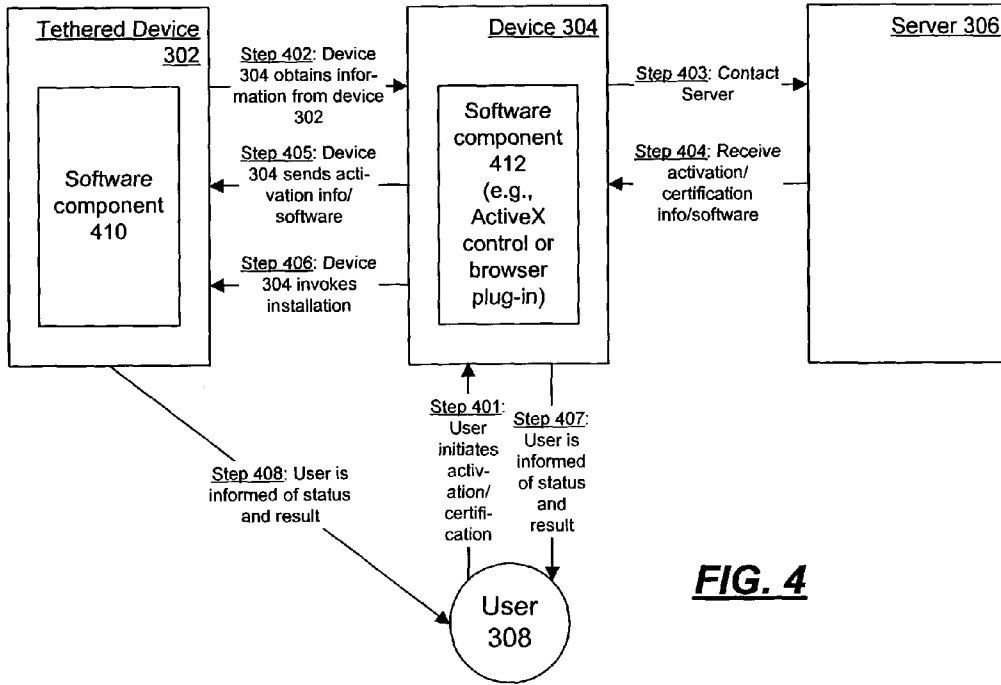 Tethered Device
302
Software
component
410
Step 402: Device
304 obtains infor-
mation from device
302
Step 405: Device
304 sends acti-
vation info/
software
Step 406: Device
304 invokes
installation
Device 304
Software
component
412
(e.g.,
ActiveX
control or
browser
plug-in)
Step 403: Contact
Server
Step 404: Receive
activation/
certification
info/software
Server 306
Step 408: User is
informed of status
and result
Step 401:
User
initiates
activ-
ation/
certifi-
cation
Step 407:
User is
informed
of status
and
result
User
308
FIG. 4